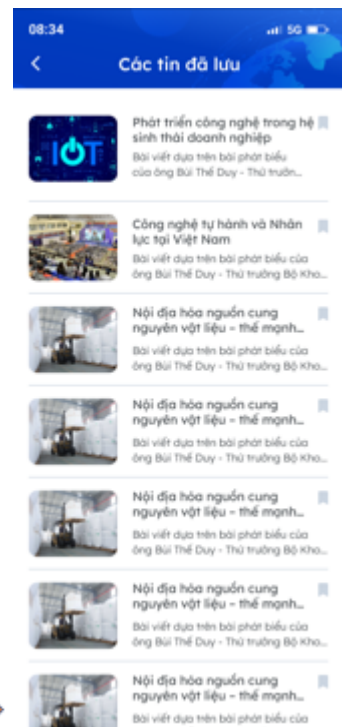 08:34
5G
Các tin đã lưu
IOT
Phát triển công nghệ trong hệ
sinh thái doanh nghiệp
Bài viết dựa trên bài phát biểu
của ông Bùi Thế Duy - Thứ trưởn...
Công nghệ tự hành và Nhân
lực tại Việt Nam
Bài viết dựa trên bài phát biểu của
ông Bùi Thế Duy - Thứ trưởng Bộ Kho...
Nội địa hóa nguồn cung
nguyên vật liệu – thế mạnh...
Bài viết dựa trên bài phát biểu của
ông Bùi Thế Duy - Thứ trưởng Bộ Kho...
Nội địa hóa nguồn cung
nguyên vật liệu – thế mạnh...
Bài viết dựa trên bài phát biểu của
ông Bùi Thế Duy - Thứ trưởng Bộ Kho...
Nội địa hóa nguồn cung
nguyên vật liệu – thế mạnh...
Bài viết dựa trên bài phát biểu của
ông Bùi Thế Duy - Thứ trưởng Bộ Kho...
Nội địa hóa nguồn cung
nguyên vật liệu – thế mạnh...
Bài viết dựa trên bài phát biểu của
ông Bùi Thế Duy - Thứ trưởng Bộ Kho...
Nội địa hóa nguồn cung
nguyên vật liệu – thế mạnh...
Bài viết dựa trên bài phát biểu của